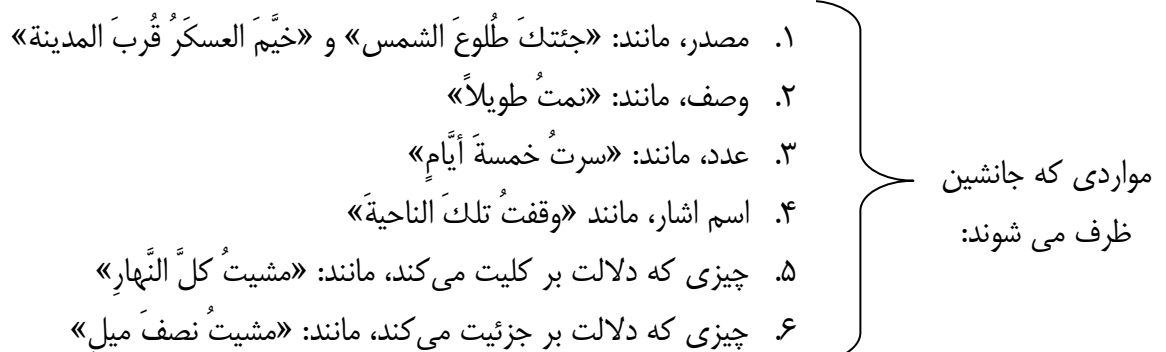 مواردی که جانشین
ظرف می شوند:
۱. مصدر، مانند: «جئتكَ طُلوعَ الشمس» و «خيَّمَ العسكَرُ قُربَ المدينة»
۲. وصف، مانند: «نمتُ طويلاً»
۳. عدد، مانند: «سرتُ خمسةَ أيَّامٍ»
۴. اسم اشار، مانند «وقفتُ تلكَ الناحيةَ»
۵. چیزی که دلالت بر کلیت می‌کند، مانند: «مشيتُ كلَّ النَّهارِ»
۶. چیزی که دلالت بر جزئیت می‌کند، مانند: «مشيتُ نصفَ ميلٍ»